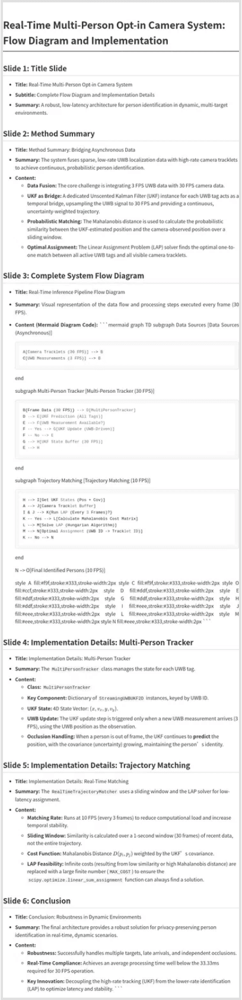 Real-Time Multi-Person Opt-in Camera System:
Flow Diagram and Implementation
Slide 1: Title Slide
• Title: Real-Time Multi-Person Opt-in Camera System
• Subtitle: Complete Flow Diagram and Implementation Details
• Summary: A robust, low-latency architecture for person identification in dynamic, multi-target
environments.
Slide 2: Method Summary
• Title: Method Summary: Bridging Asynchronous Data
• Summary: The system fuses sparse, low-rate UWB localization data with high-rate camera tracklets
to achieve continuous, probabilistic person identification.
• Content:
◦ Data Fusion: The core challenge is integrating 3 FPS UWB data with 30 FPS camera data.
◦ UKF as Bridge: A dedicated Unscented Kalman Filter (UKF) instance for each UWB tag acts as a
temporal bridge, upsampling the UWB signal to 30 FPS and providing a continuous,
uncertainty-weighted trajectory.
◦ Probabilistic Matching: The Mahalanobis distance is used to calculate the probabilistic
similarity between the UKF-estimated position and the camera-observed position over a
sliding window.
◦ Optimal Assignment: The Linear Assignment Problem (LAP) solver finds the optimal one-to-
one match between all active UWB tags and all visible camera tracklets.
Slide 3: Complete System Flow Diagram
• Title: Real-Time Inference Pipeline Flow Diagram
• Summary: Visual representation of the data flow and processing steps executed every frame (30
FPS).
• Content (Mermaid Diagram Code): ```mermaid graph TD subgraph Data Sources [Data Sources
(Asynchronous)]
A[Camera Tracklets (30 FPS)] --> B
C[UWB Measurements (3 FPS)] --> B
end
subgraph Multi-Person Tracker [Multi-Person Tracker (30 FPS)]
B{Frame Data (30 FPS)} --> D[MultiPersonTracker]
D --> E[UKF Prediction (All Tags)]
E --> F{UWB Measurement Available?}
F -- Yes --> G[UKF Update (UWB-Driven)]
F -- No --> E
G --> H[UKF State Buffer (30 FPS)]
E --> H
end
subgraph Trajectory Matching [Trajectory Matching (10 FPS)]
H --> I[Get UKF States (Pos + Cov)]
A --> J[Camera Tracklet Buffer]
I & J --> K{Run LAP (Every 3 Frames)?}
K -- Yes --> L[Calculate Mahalanobis Cost Matrix]
L --> M[Solve LAP (Hungarian Algorithm)]
M --> N[Optimal Assignment (UWB ID -> Tracklet ID)]
K -- No --> N
end
N --> O[Final Identified Persons (10 FPS)]
style A fill:#f9f,stroke:#333,stroke-width:2px style C fill:#f9f,stroke:#333,stroke-width:2px style O
fill:#ccf,stroke:#333,stroke-width:2px style D fill:#ddf,stroke:#333,stroke-width:2px style E
fill:#ddf,stroke:#333,stroke-width:2px style G fill:#ddf,stroke:#333,stroke-width:2px style H
fill:#ddf,stroke:#333,stroke-width:2px style I fill:#eee,stroke:#333,stroke-width:2px style J
fill:#eee,stroke:#333,stroke-width:2px style L fill:#eee,stroke:#333,stroke-width:2px style M
fill:#eee,stroke:#333,stroke-width:2px style N fill:#eee,stroke:#333,stroke-width:2px ```
Slide 4: Implementation Details: Multi-Person Tracker
• Title: Implementation Details: Multi-Person Tracker
• Summary: The MultiPersonTracker class manages the state for each UWB tag.
• Content:
◦ Class: MultiPersonTracker
◦ Key Component: Dictionary of StreamingUWBUKF2D instances, keyed by UWB ID.
◦ UKF State: 4D State Vector: (x, vₓ, y, vᵧ).
◦ UWB Update: The UKF update step is triggered only when a new UWB measurement arrives (3
FPS), using the UWB position as the observation.
◦ Occlusion Handling: When a person is out of frame, the UKF continues to predict the
position, with the covariance (uncertainty) growing, maintaining the person's identity.
Slide 5: Implementation Details: Trajectory Matching
• Title: Implementation Details: Real-Time Matching
• Summary: The RealTimeTrajectoryMatcher uses a sliding window and the LAP solver for low-
latency assignment.
• Content:
◦ Matching Rate: Runs at 10 FPS (every 3 frames) to reduce computational load and increase
temporal stability.
◦ Sliding Window: Similarity is calculated over a 1-second window (30 frames) of recent data,
not the entire trajectory.
◦ Cost Function: Mahalanobis Distance D(pᵢ, pⱼ) weighted by the UKF's covariance.
◦ LAP Feasibility: Infinite costs (resulting from low similarity or high Mahalanobis distance) are
replaced with a large finite number ( MAX_COST ) to ensure the
scipy.optimize.linear_sum_assignment function can always find a solution.
Slide 6: Conclusion
• Title: Conclusion: Robustness in Dynamic Environments
• Summary: The final architecture provides a robust solution for privacy-preserving person
identification in real-time, dynamic scenarios.
• Content:
◦ Robustness: Successfully handles multiple targets, late arrivals, and independent occlusions.
◦ Real-Time Compliance: Achieves an average processing time well below the 33.33ms
required for 30 FPS operation.
◦ Key Innovation: Decoupling the high-rate tracking (UKF) from the lower-rate identification
(LAP) to optimize latency and stability. ```